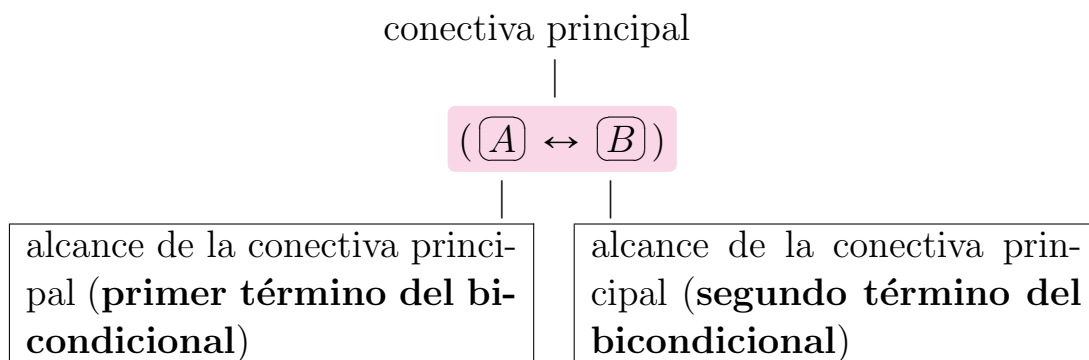 conectiva principal
(A ↔ B)
alcance de la conectiva princi-
pal (primer término del bi-
condicional)
alcance de la conectiva prin-
cipal (segundo término del
bicondicional)